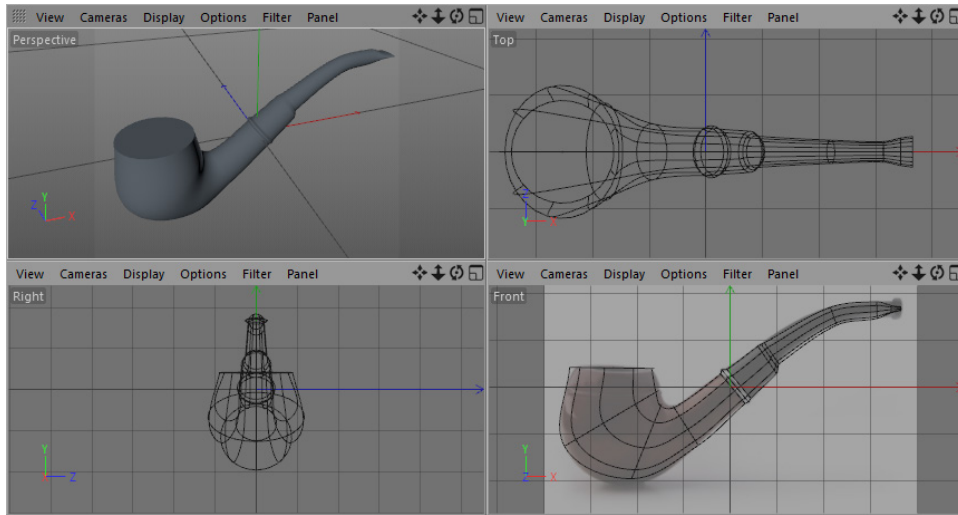 View Cameras Display Options Filter Panel
Perspective
Y
Z
X
View Cameras Display Options Filter Panel
Top
Z
Y
X
View Cameras Display Options Filter Panel
Right
Y
X
Z
View Cameras Display Options Filter Panel
Front
Y
Z
X